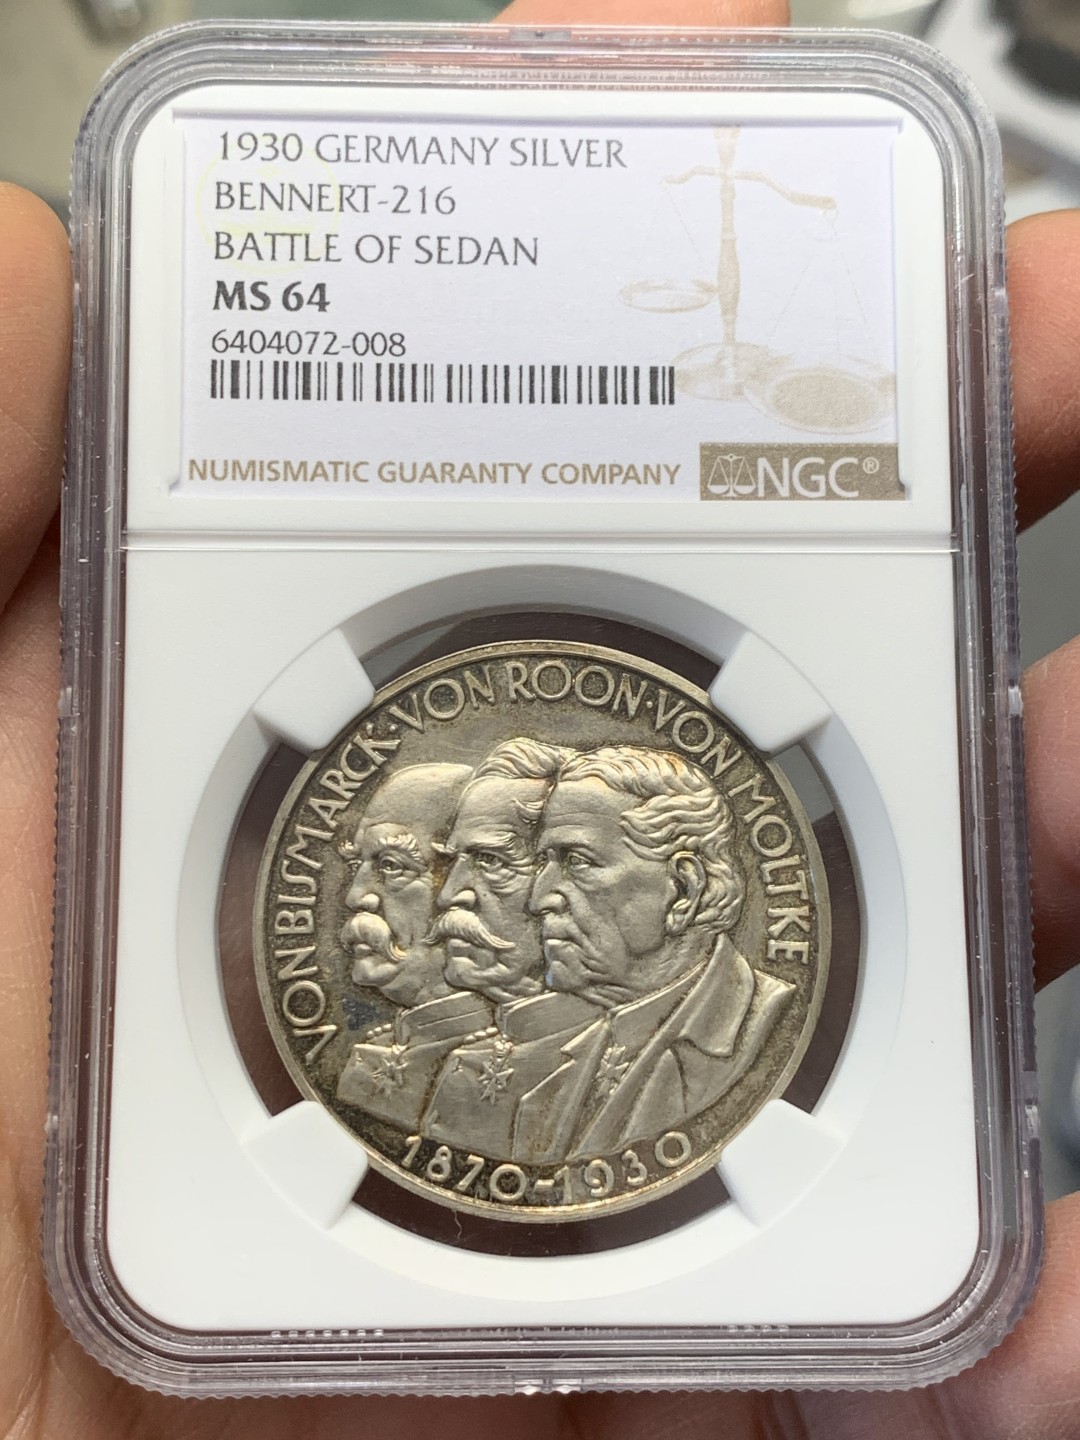 1930 GERMANY SILVER
BENNERT-216
BATTLE OF SEDAN
MS 64
6404072-008
NUMISMATIC GUARANTY COMPANY NGC®
VON BISMARCK·VON ROON·VON MOLTKE
1870-1930